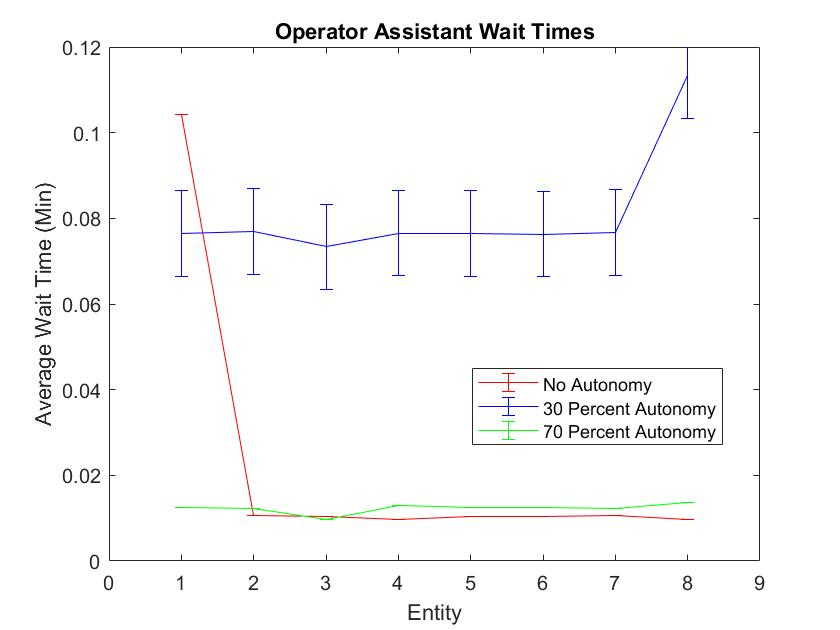 Operator Assistant Wait Times
0.12
0.1
0.08
0.06
0.04
0.02
0
Average Wait Time (Min)
No Autonomy
30 Percent Autonomy
70 Percent Autonomy
0 1 2 3 4 5 6 7 8 9
Entity